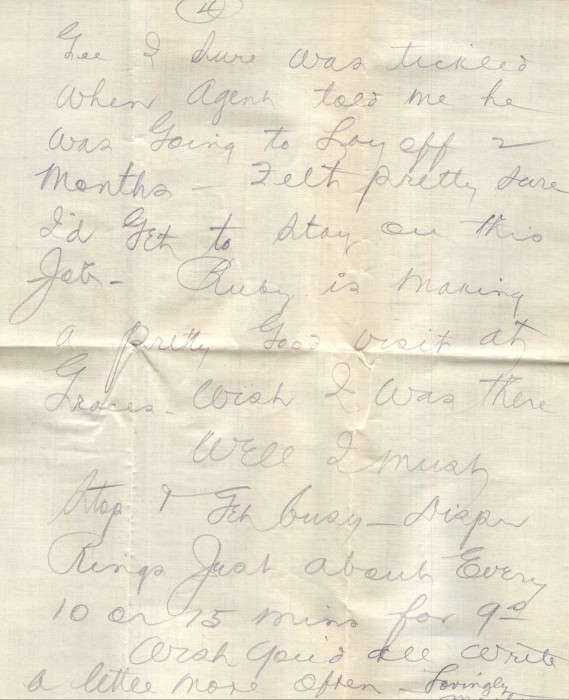 4
Gee I sure was tickled
when Agent told me he
was Going to Lay off 2
Months – Felt pretty sure
I'd Get to stay on this
Job – Ruby is making
a pretty Good visit at
Graces – Wish I was there
Well I must
Stop & Get busy – Dispr
Rings Just about Every
10 or 15 mins for 9s
Wish you'd all write
a little more often – Lovingly